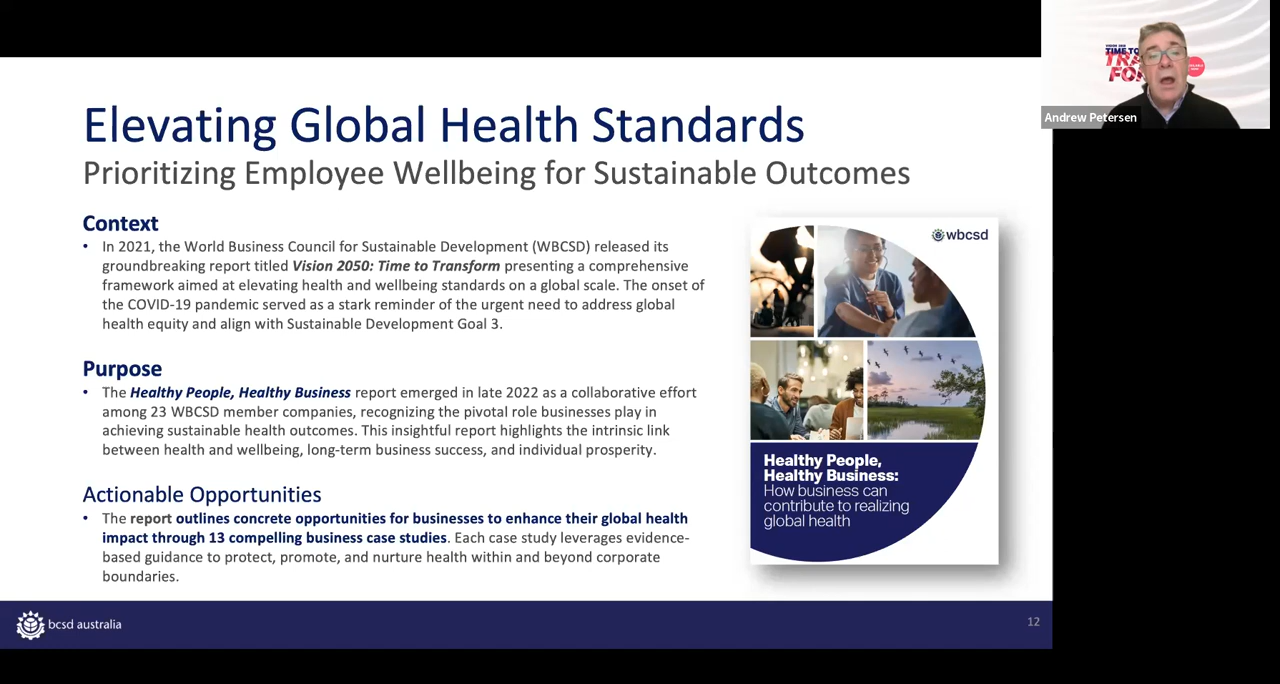 Elevating Global Health Standards
Prioritizing Employee Wellbeing for Sustainable Outcomes
Context
• In 2021, the World Business Council for Sustainable Development (WBCSD) released its
groundbreaking report titled Vision 2050: Time to Transform presenting a comprehensive
framework aimed at elevating health and wellbeing standards on a global scale. The onset of
the COVID-19 pandemic served as a stark reminder of the urgent need to address global
health equity and align with Sustainable Development Goal 3.
Purpose
• The Healthy People, Healthy Business report emerged in late 2022 as a collaborative effort
among 23 WBCSD member companies, recognizing the pivotal role businesses play in
achieving sustainable health outcomes. This insightful report highlights the intrinsic link
between health and wellbeing, long-term business success, and individual prosperity.
Actionable Opportunities
• The report outlines concrete opportunities for businesses to enhance their global health
impact through 13 compelling business case studies. Each case study leverages evidence-
based guidance to protect, promote, and nurture health within and beyond corporate
boundaries.
wbcsd
Healthy People,
Healthy Business:
How business can
contribute to realizing
global health
bcsd australia
12
TIME TO
Andrew Petersen